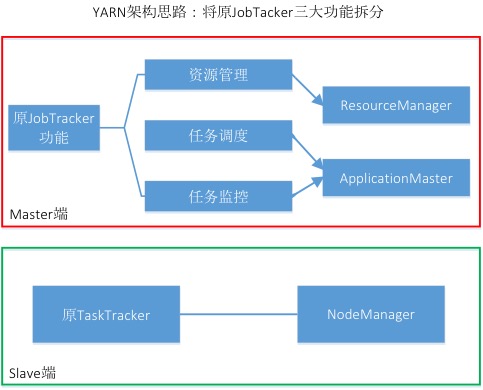 YARN架构思路：将原JobTacker三大功能拆分
资源管理
ResourceManager
原JobTracker
功能
任务调度
ApplicationMaster
任务监控
Master端
原TaskTracker
NodeManager
Slave端